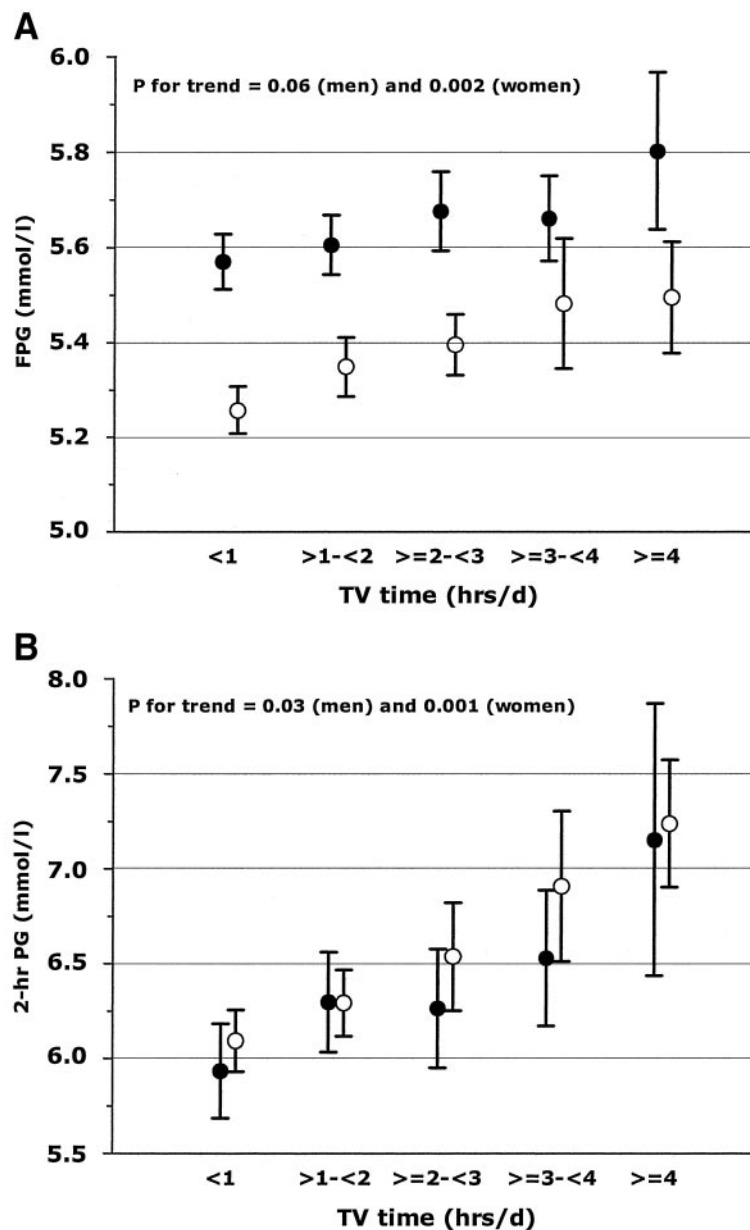 A
P for trend = 0.06 (men) and 0.002 (women)
6.0
5.8
5.6
5.4
5.2
5.0
FPG (mmol/l)
<1 >1-<2 >=2-<3 >=3-<4 >=4
TV time (hrs/d)
B
P for trend = 0.03 (men) and 0.001 (women)
8.0
7.5
7.0
6.5
6.0
5.5
2-hr PG (mmol/l)
<1 >1-<2 >=2-<3 >=3-<4 >=4
TV time (hrs/d)